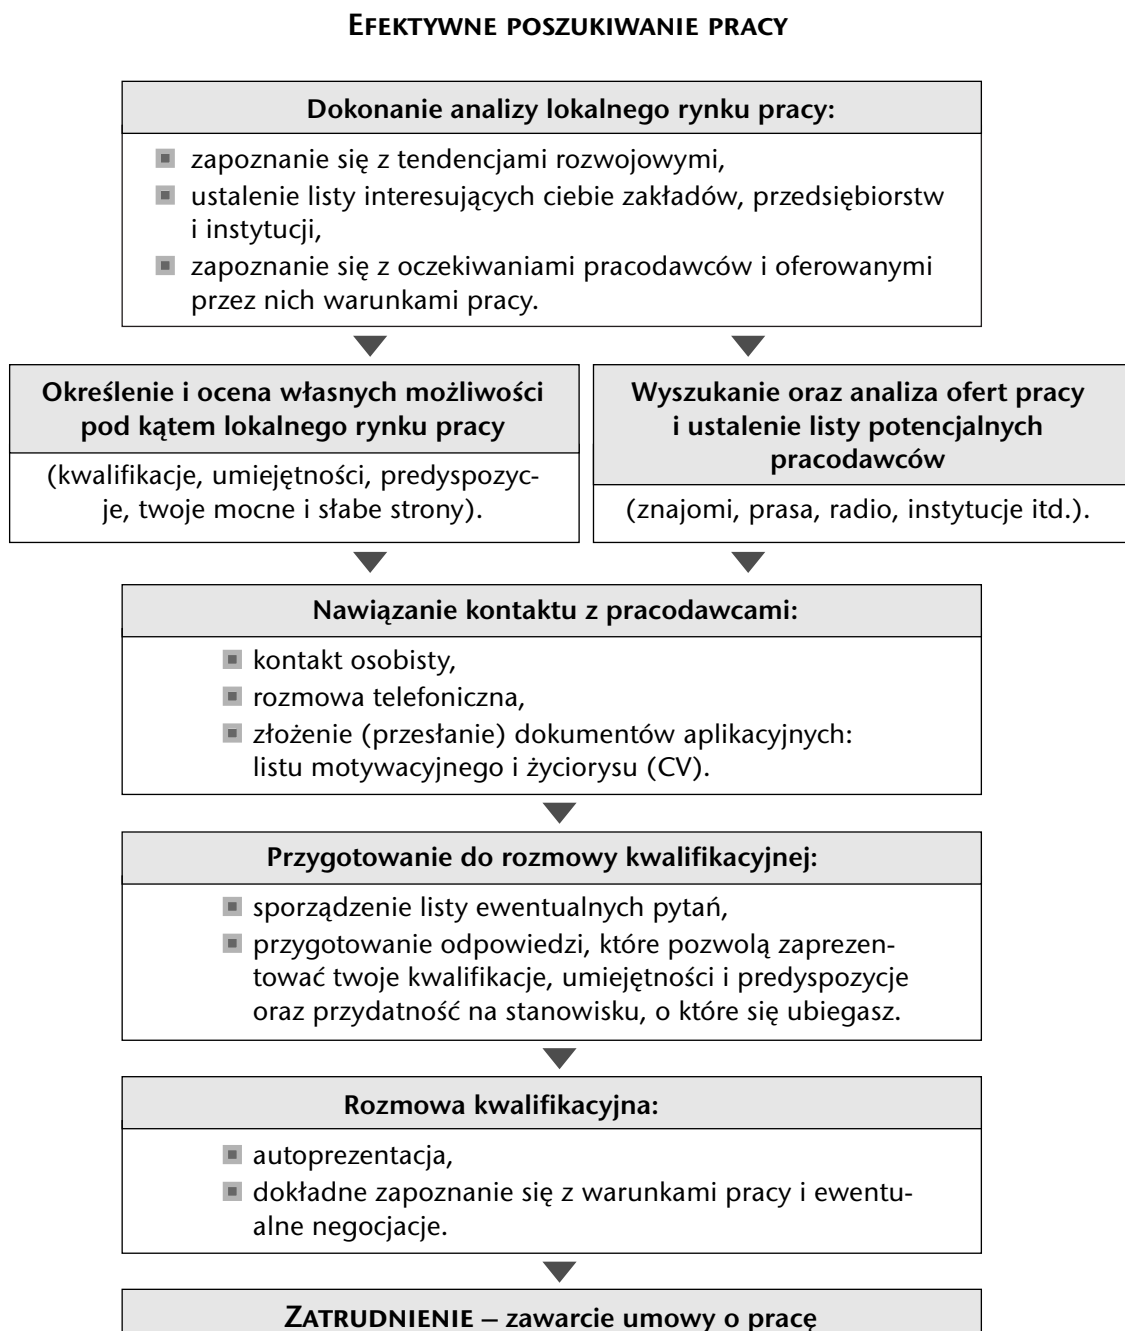 EFEKTYWNE POSZUKIWANIE PRACY
Dokonanie analizy lokalnego rynku pracy:
zapoznanie się z tendencjami rozwojowymi,
ustalenie listy interesujących ciebie zakładów, przedsiębiorstw
i instytucji,
zapoznanie się z oczekiwaniami pracodawców i oferowanymi
przez nich warunkami pracy.
Określenie i ocena własnych możliwości
pod kątem lokalnego rynku pracy
(kwalifikacje, umiejętności, predyspozyc-
je, twoje mocne i słabe strony).
Wyszukanie oraz analiza ofert pracy
i ustalenie listy potencjalnych
pracodawców
(znajomi, prasa, radio, instytucje itd.).
Nawiązanie kontaktu z pracodawcami:
kontakt osobisty,
rozmowa telefoniczna,
złożenie (przesłanie) dokumentów aplikacyjnych:
listu motywacyjnego i życiorysu (CV).
Przygotowanie do rozmowy kwalifikacyjnej:
sporządzenie listy ewentualnych pytań,
przygotowanie odpowiedzi, które pozwolą zaprezen-
tować twoje kwalifikacje, umiejętności i predyspozycje
oraz przydatność na stanowisku, o które się ubiegasz.
Rozmowa kwalifikacyjna:
autoprezentacja,
dokładne zapoznanie się z warunkami pracy i ewentu-
alne negocjacje.
ZATRUDNIENIE – zawarcie umowy o pracę